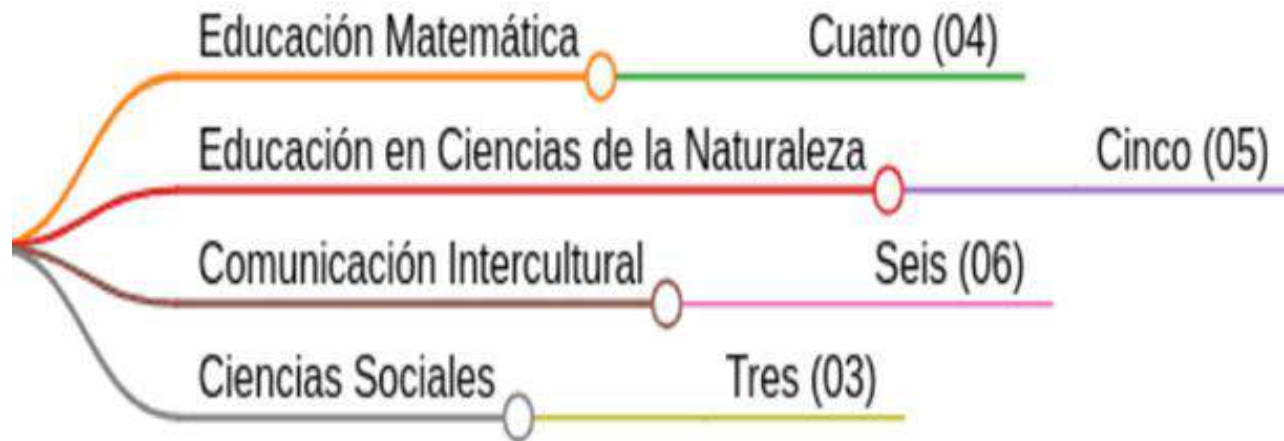 Educación Matemática Cuatro (04)
Educación en Ciencias de la Naturaleza Cinco (05)
Comunicación Intercultural Seis (06)
Ciencias Sociales Tres (03)